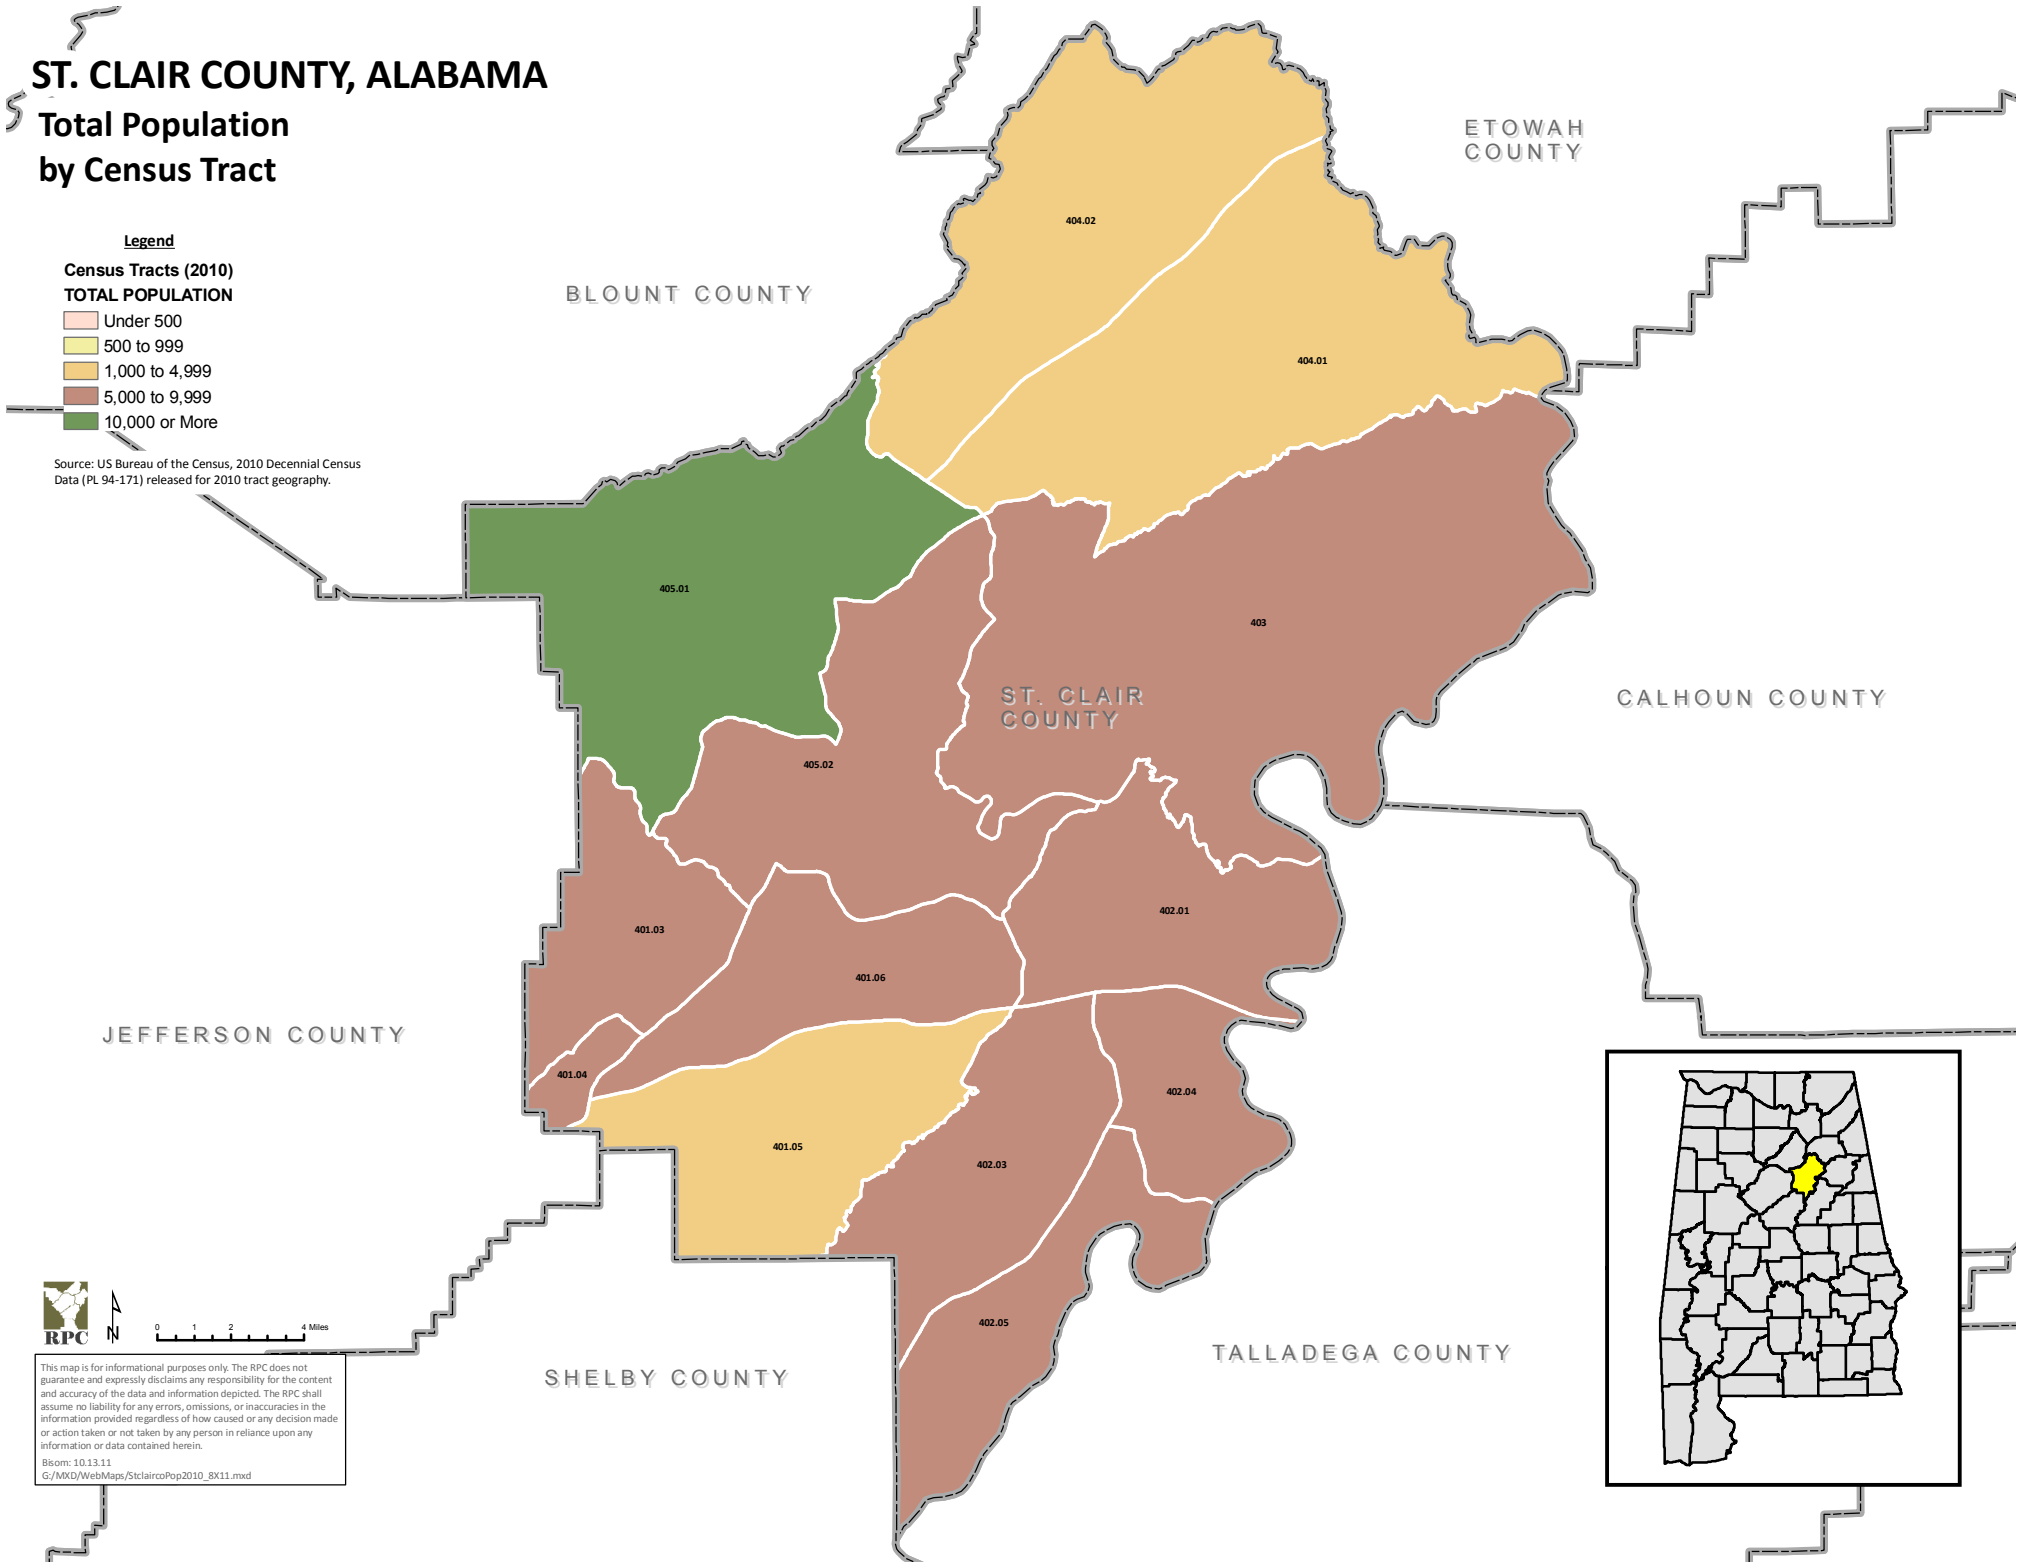 ST. CLAIR COUNTY, ALABAMA
Total Population
by Census Tract
Legend
Census Tracts (2010)
TOTAL POPULATION
Under 500
500 to 999
1,000 to 4,999
5,000 to 9,999
10,000 or More
Source: US Bureau of the Census, 2010 Decennial Census
Data (PL 94-171) released for 2010 tract geography.
ETOWAH
COUNTY
404.02
BLOUNT COUNTY
404.01
405.01
403
ST. CLAIR
COUNTY
CALHOUN COUNTY
405.02
402.01
401.03
401.06
JEFFERSON COUNTY
401.04
402.04
401.05
402.03
402.05
TALLADEGA COUNTY
SHELBY COUNTY
RPC
N
0 1 2 4 Miles
This map is for informational purposes only. The RPC does not
guarantee and expressly disclaims any responsibility for the content
and accuracy of the data and information depicted. The RPC shall
assume no liability for any errors, omissions, or inaccuracies in the
information provided regardless of how caused or any decision made
or action taken or not taken by any person in reliance upon any
information or data contained herein.
Bisom: 10.13.11
G:/MXD/WebMaps/StclaircoPop2010_8X11.mxd